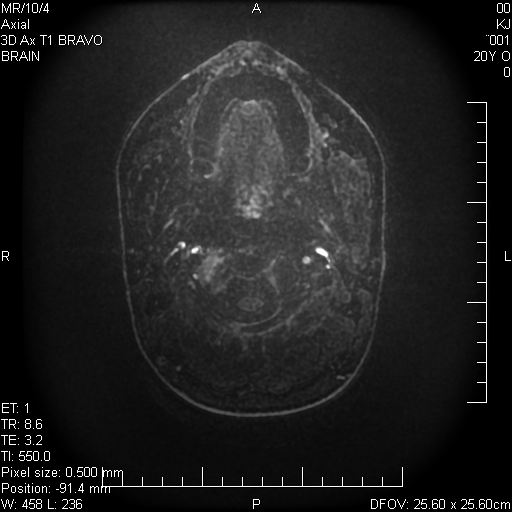 MR/10/4
Axial
3D Ax T1 BRAVO
BRAIN
A
00
KJ
001
20Y O
0
R
L
ET: 1
TR: 8.6
TE: 3.2
TI: 550.0
Pixel size: 0.500 mm
Position: -91.4 mm
W: 458 L: 236
P
DFOV: 25.60 x 25.60cm